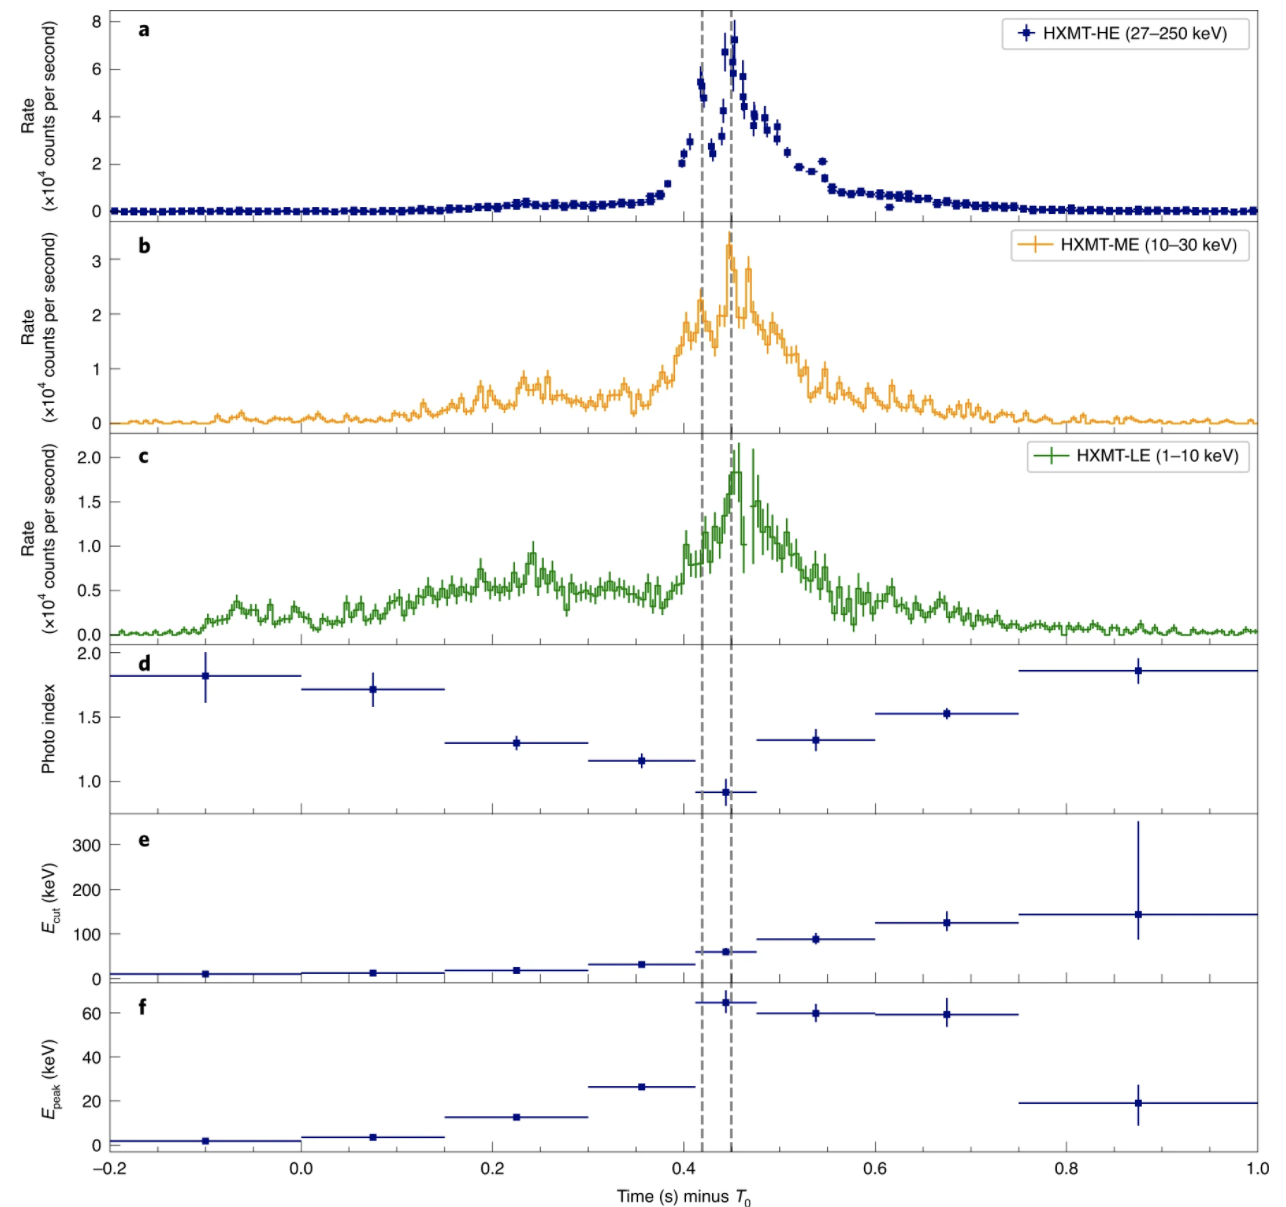 a
HXMT-HE (27–250 keV)
Rate
(×10⁴ counts per second)
8
6
4
2
0
b
HXMT-ME (10–30 keV)
Rate
(×10⁴ counts per second)
3
2
1
0
c
HXMT-LE (1–10 keV)
Rate
(×10⁴ counts per second)
2.0
1.5
1.0
0.5
0.0
d
Photo index
2.0
1.5
1.0
e
E_cut (keV)
300
200
100
0
f
E_peak (keV)
60
40
20
0
–0.2 0.0 0.2 0.4 0.6 0.8 1.0
Time (s) minus T₀